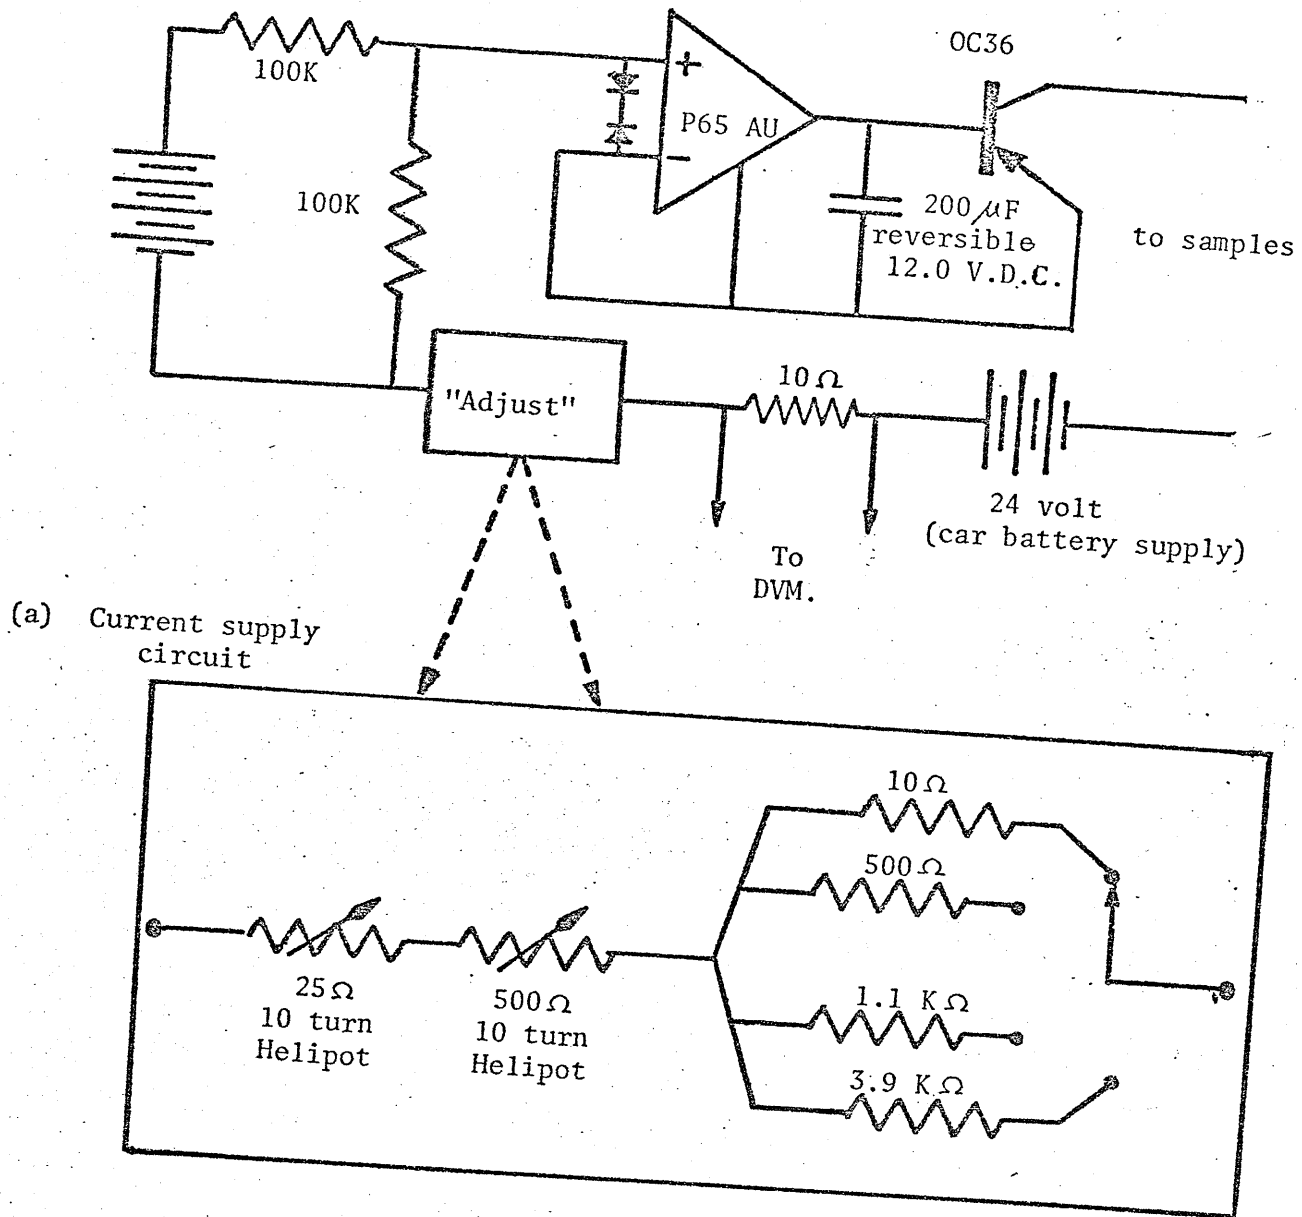 OC36
100K
+
P65 AU
100K
−
200 μF
reversible
12.0 V.D.C.
to samples
"Adjust"
10Ω
24 volt
(car battery supply)
To
DVM.
(a) Current supply
circuit
10Ω
500Ω
25Ω
10 turn
Helipot
500Ω
10 turn
Helipot
1.1 KΩ
3.9 KΩ